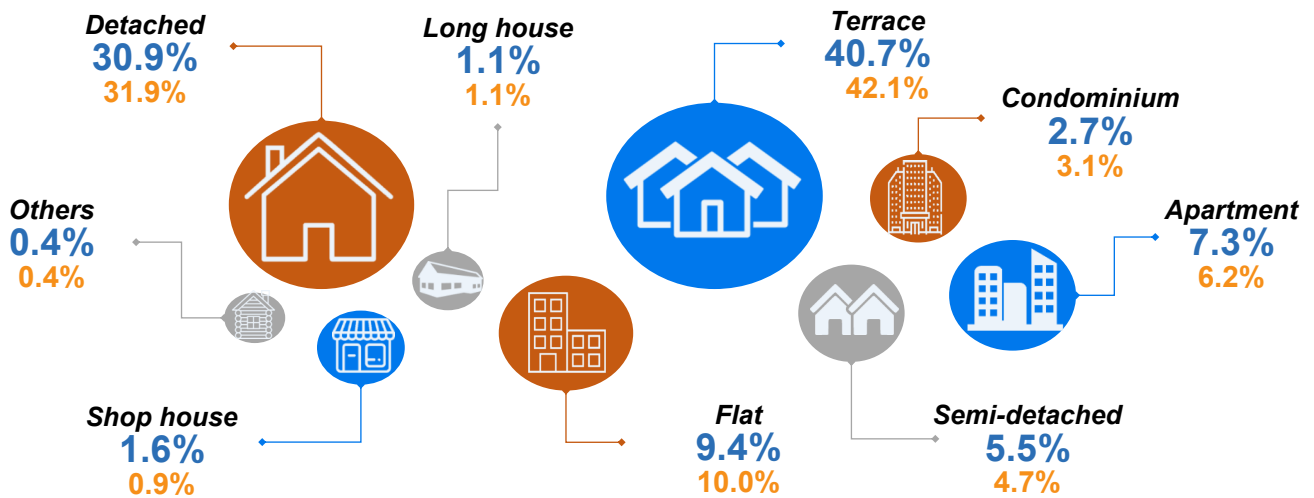 Detached
30.9%
31.9%
Long house
1.1%
1.1%
Terrace
40.7%
42.1%
Condominium
2.7%
3.1%
Others
0.4%
0.4%
Apartment
7.3%
6.2%
Shop house
1.6%
0.9%
Flat
9.4%
10.0%
Semi-detached
5.5%
4.7%